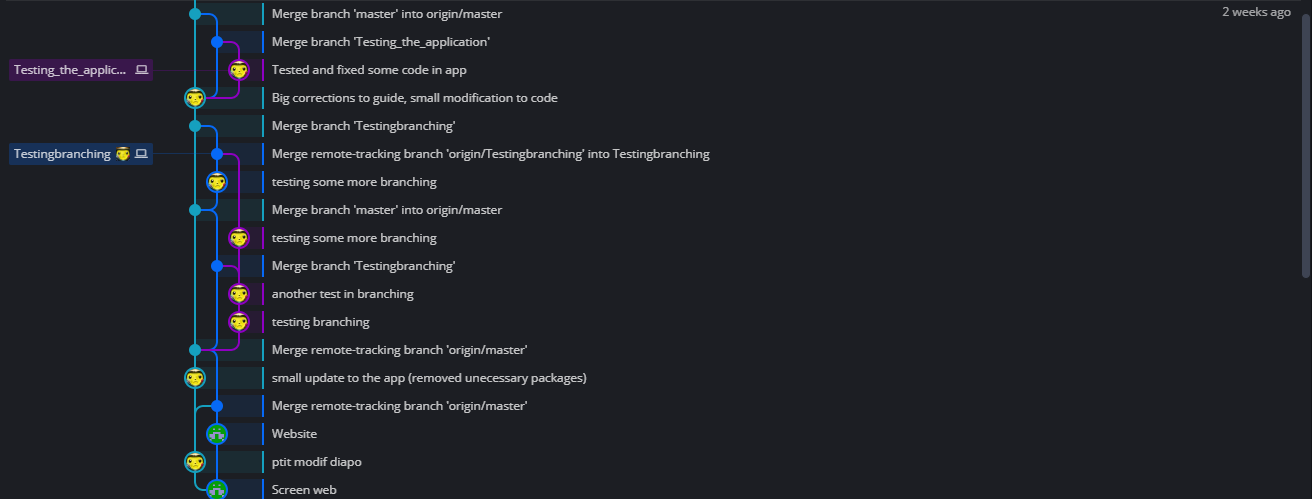 Merge branch 'master' into origin/master
2 weeks ago
Merge branch 'Testing_the_application'
Testing_the_applic...
Tested and fixed some code in app
Big corrections to guide, small modification to code
Merge branch 'Testingbranching'
Testingbranching
Merge remote-tracking branch 'origin/Testingbranching' into Testingbranching
testing some more branching
Merge branch 'master' into origin/master
testing some more branching
Merge branch 'Testingbranching'
another test in branching
testing branching
Merge remote-tracking branch 'origin/master'
small update to the app (removed unecessary packages)
Merge remote-tracking branch 'origin/master'
Website
ptit modif diapo
Screen web